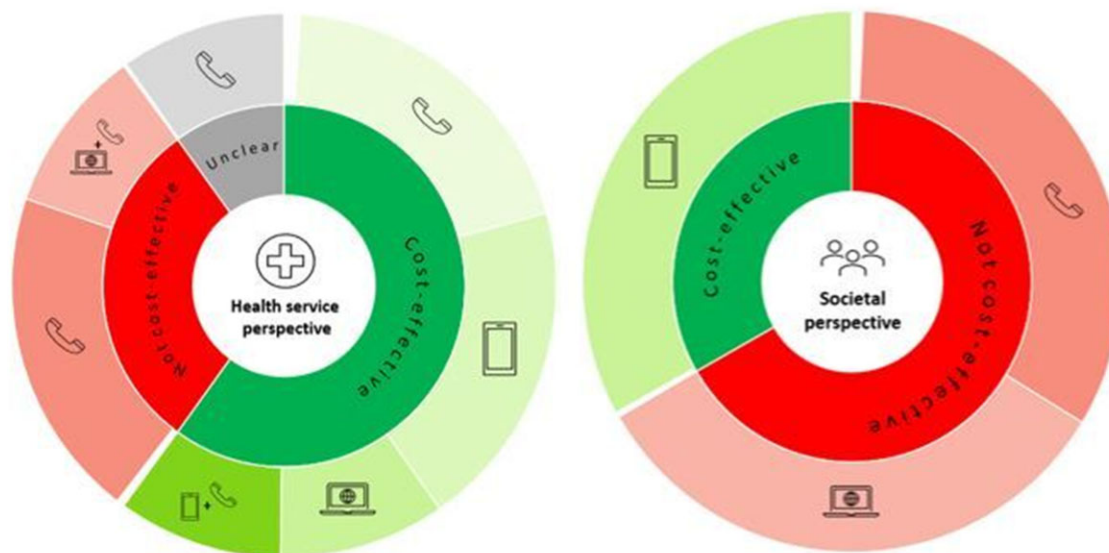 Unclear
Not cost-effective
Cost-effective
Health service
perspective
Cost-effective
Not cost-effective
Societal
perspective